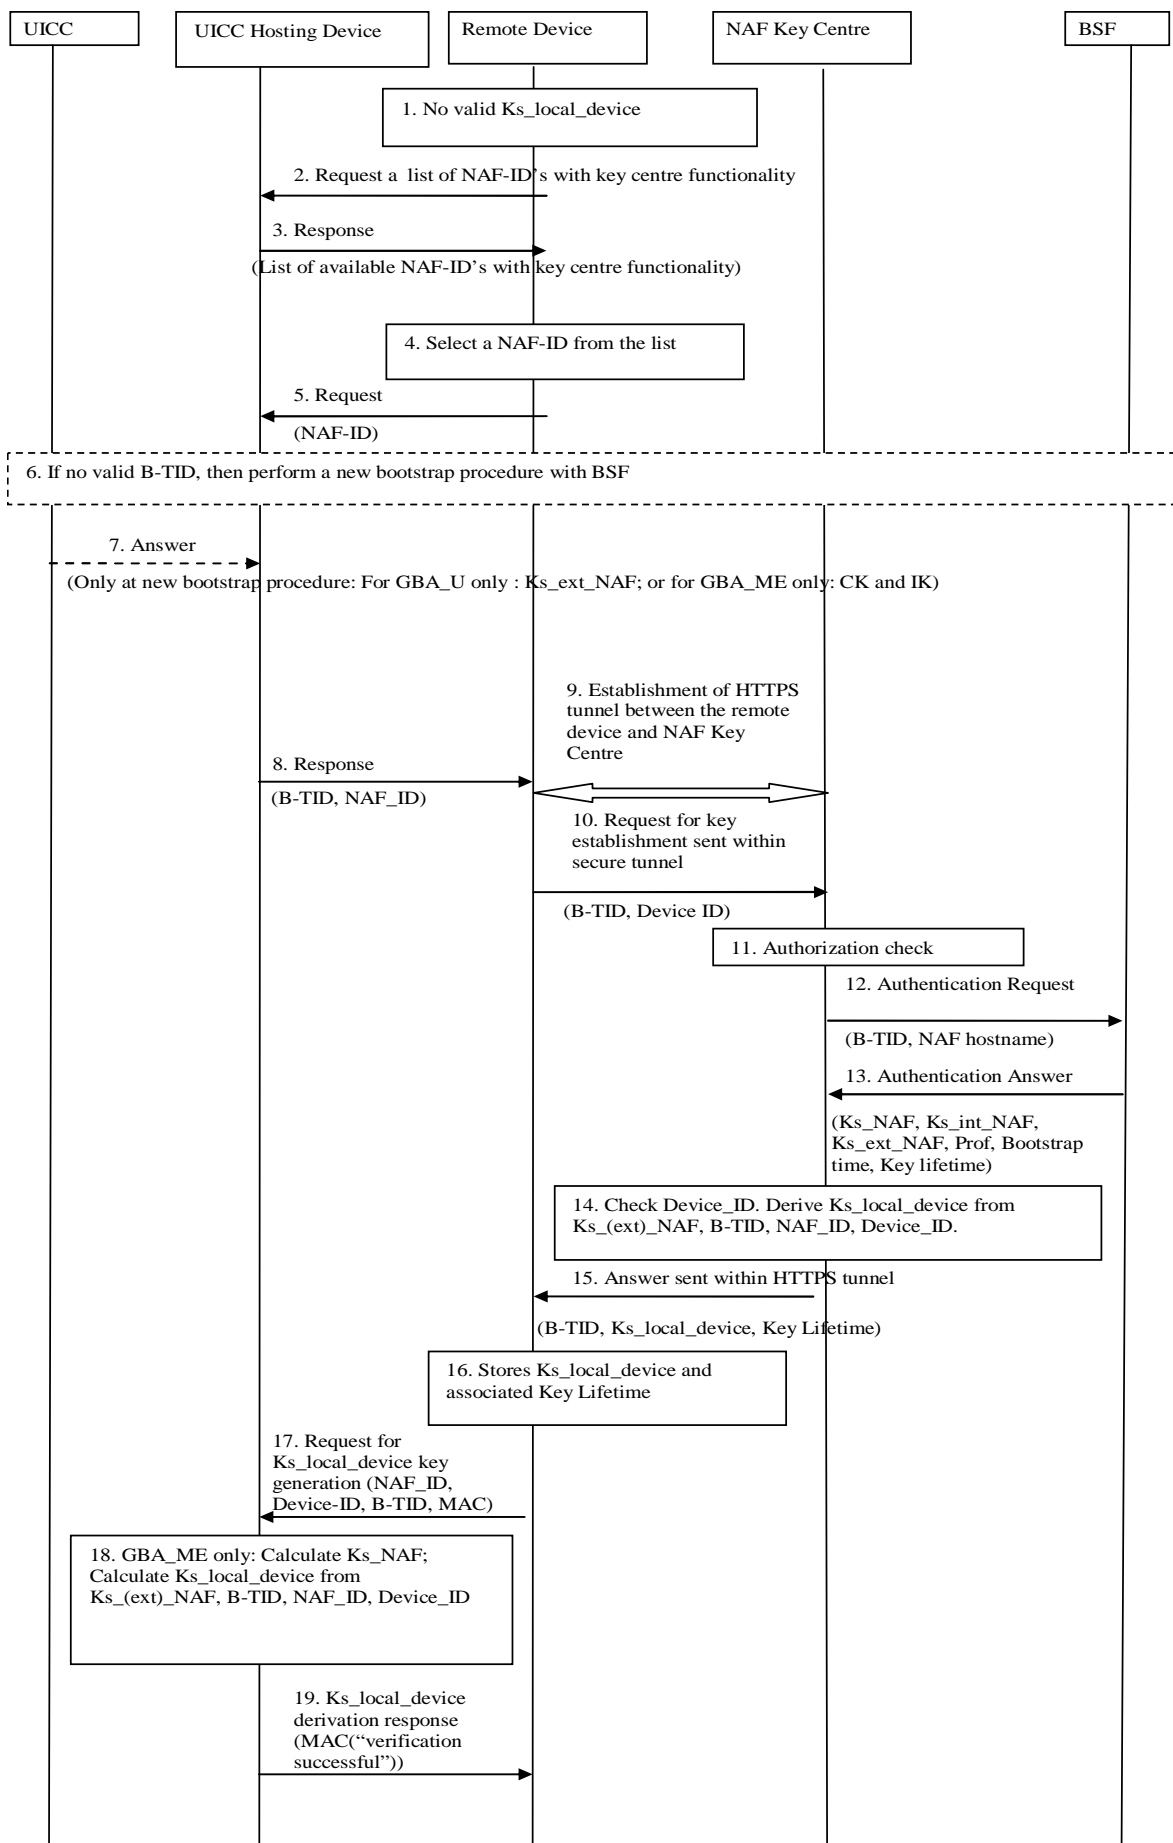 UICC
UICC Hosting Device
Remote Device
NAF Key Centre
BSF
1. No valid Ks_local_device
2. Request a  list of NAF-ID’s with key centre functionality
3. Response
(List of available NAF-ID’s with key centre functionality)
4. Select a NAF-ID from the list
5. Request
(NAF-ID)
6. If no valid B-TID, then perform a new bootstrap procedure with BSF
7. Answer
(Only at new bootstrap procedure: For GBA_U only : Ks_ext_NAF; or for GBA_ME only: CK and IK)
9. Establishment of HTTPS
tunnel between the remote
device and NAF Key
Centre
8. Response
(B-TID, NAF_ID)
10. Request for key
establishment sent within
secure tunnel
(B-TID, Device ID)
11. Authorization check
12. Authentication Request
(B-TID, NAF hostname)
13. Authentication Answer
(Ks_NAF, Ks_int_NAF,
Ks_ext_NAF, Prof, Bootstrap
time, Key lifetime)
14. Check Device_ID. Derive Ks_local_device from
Ks_(ext)_NAF, B-TID, NAF_ID, Device_ID.
15. Answer sent within HTTPS tunnel
(B-TID, Ks_local_device, Key Lifetime)
16. Stores Ks_local_device and
associated Key Lifetime
17. Request for
Ks_local_device key
generation (NAF_ID,
Device-ID, B-TID, MAC)
18. GBA_ME only: Calculate Ks_NAF;
Calculate Ks_local_device from
Ks_(ext)_NAF, B-TID, NAF_ID, Device_ID
19. Ks_local_device
derivation response
(MAC(“verification
successful”))